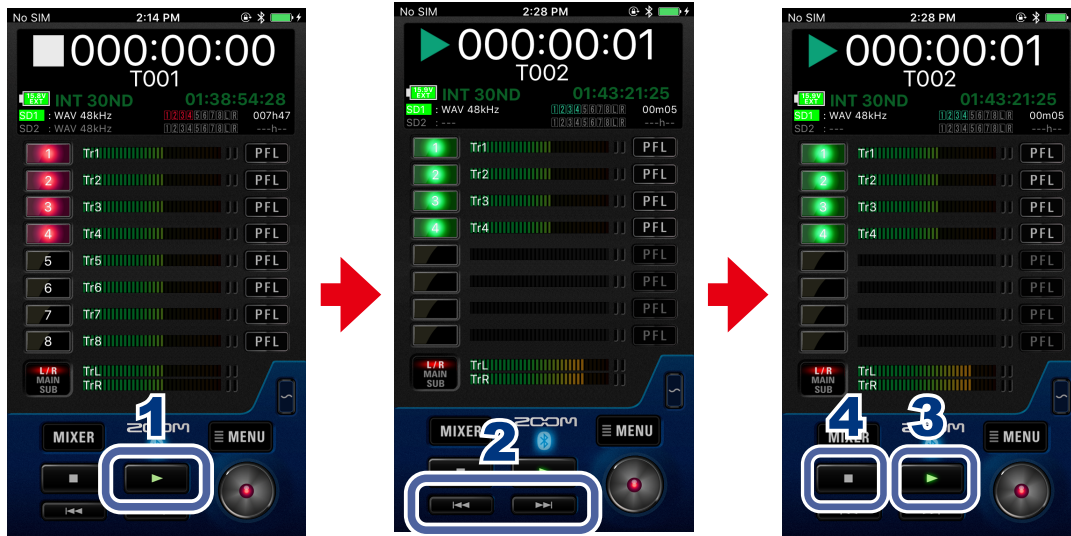 No SIM 2:14 PM
000:00:00
T001
15.8V EXT INT 30ND 01:38:54:28
SD1 : WAV 48kHz 1 2 3 4 5 6 7 8 L R 007h47
SD2 : WAV 48kHz 1 2 3 4 5 6 7 8 L R ---h--
1 Tr1 PFL
2 Tr2 PFL
3 Tr3 PFL
4 Tr4 PFL
5 Tr5 PFL
6 Tr6 PFL
7 Tr7 PFL
8 Tr8 PFL
L/R MAIN SUB
TrL
TrR
1
ZOOM
MIXER
MENU
No SIM 2:28 PM
000:00:01
T002
15.9V EXT INT 30ND 01:43:21:25
SD1 : WAV 48kHz 1 2 3 4 5 6 7 8 L R 00m05
SD2 : --- 1 2 3 4 5 6 7 8 L R ---h--
1 Tr1 PFL
2 Tr2 PFL
3 Tr3 PFL
4 Tr4 PFL
PFL
PFL
PFL
PFL
L/R MAIN SUB
TrL
TrR
ZOOM
MIXER
2
MENU
No SIM 2:28 PM
000:00:01
T002
15.9V EXT INT 30ND 01:43:21:25
SD1 : WAV 48kHz 1 2 3 4 5 6 7 8 L R 00m05
SD2 : --- 1 2 3 4 5 6 7 8 L R ---h--
1 Tr1 PFL
2 Tr2 PFL
3 Tr3 PFL
4 Tr4 PFL
PFL
PFL
PFL
PFL
L/R MAIN SUB
TrL
TrR
4
3
ZOOM
MIXER
MENU